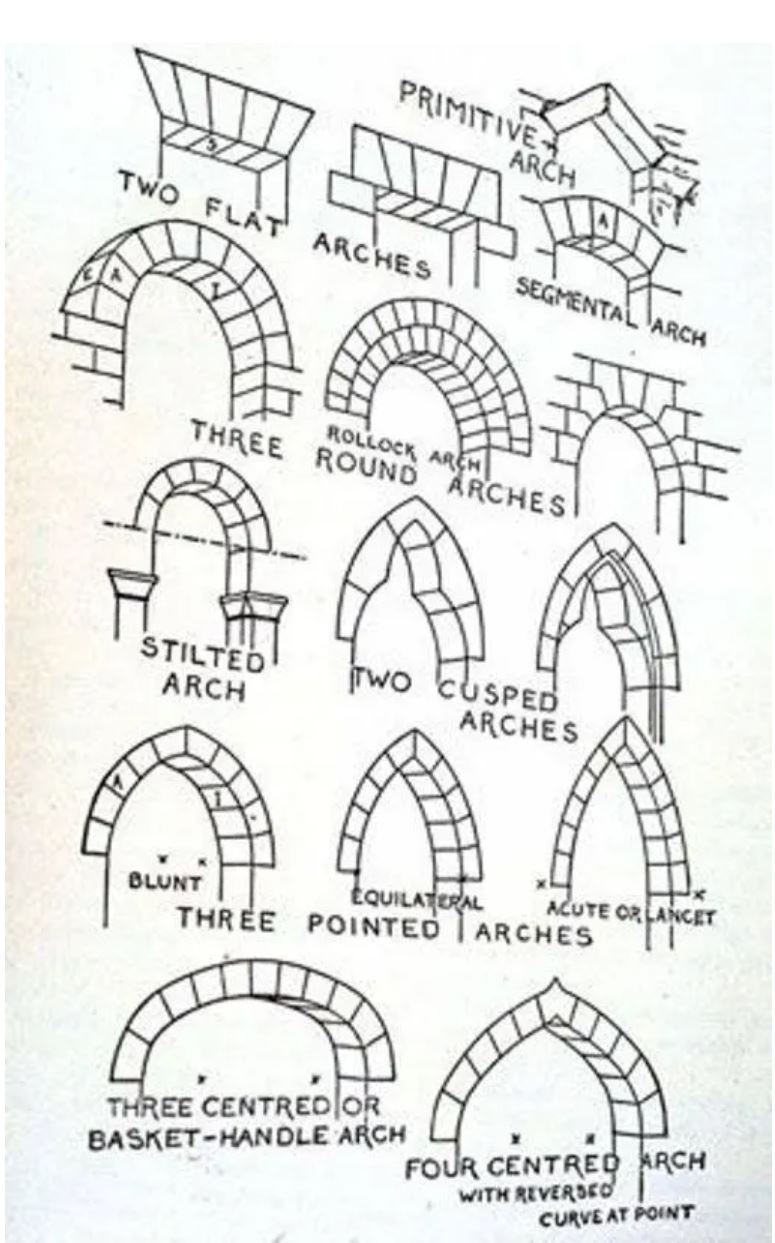 PRIMITIVE
ARCH
S
TWO FLAT ARCHES
A
SEGMENTAL ARCH
E A I
ROLLOCK ARCH
THREE ROUND ARCHES
STILTED
ARCH
TWO CUSPED
ARCHES
A I
BLUNT
EQUILATERAL
ACUTE OR LANCET
THREE POINTED ARCHES
THREE CENTRED OR
BASKET-HANDLE ARCH
FOUR CENTRED ARCH
WITH REVERSED
CURVE AT POINT